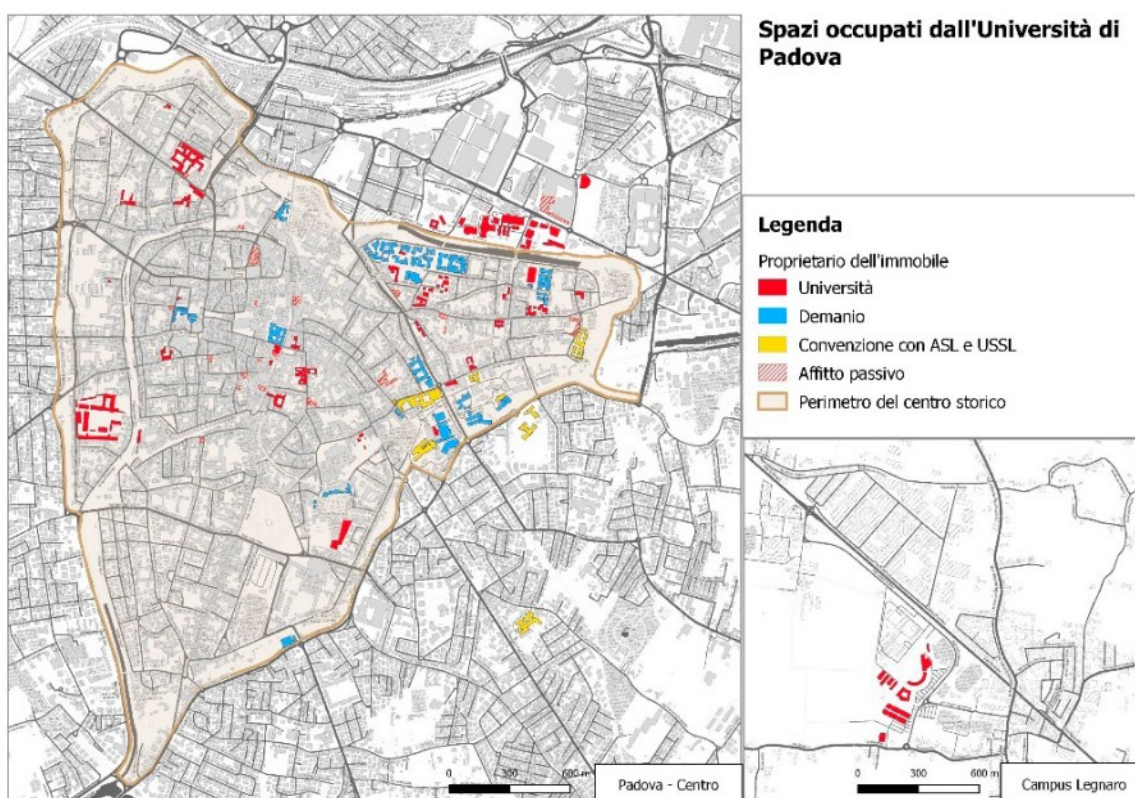 Spazi occupati dall'Università di
Padova
Legenda
Proprietario dell'immobile
Università
Demanio
Convenzione con ASL e USSL
Affitto passivo
Perimetro del centro storico
0 300 600 m
Padova - Centro
0 300 600 m
Campus Legnaro